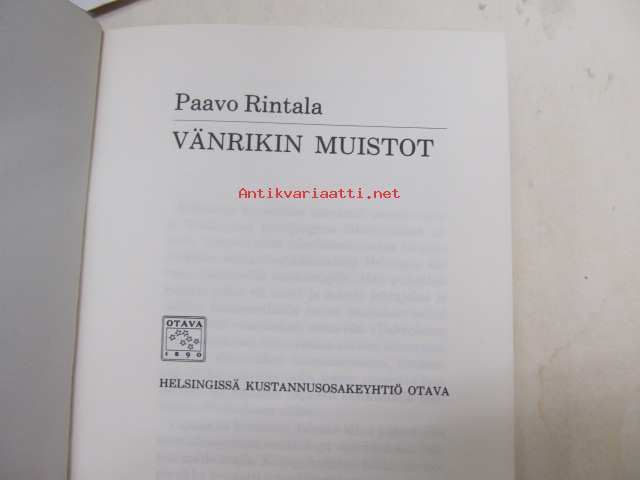 Paavo Rintala
VÄNRIKIN MUISTOT
Antikvariaatti.net
OTAVA
1890
HELSINGISSÄ KUSTANNUSOSAKEYHTIÖ OTAVA